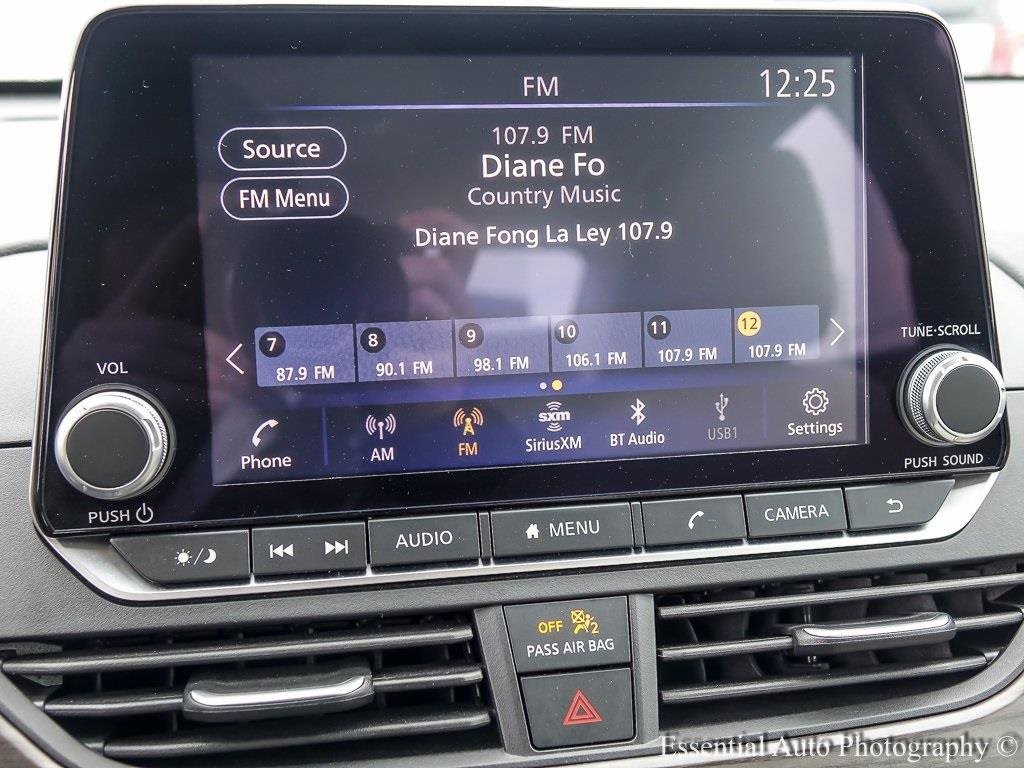 FM
12:25
Source
107.9 FM
Diane Fo
Country Music
FM Menu
Diane Fong La Ley 107.9
7
8
9
10
11
12
87.9 FM
90.1 FM
98.1 FM
106.1 FM
107.9 FM
107.9 FM
Phone
AM
FM
sxm
SiriusXM
BT Audio
USB1
Settings
VOL
PUSH
TUNE·SCROLL
PUSH SOUND
AUDIO
MENU
CAMERA
OFF
2
PASS AIR BAG
Essential Auto Photography ©